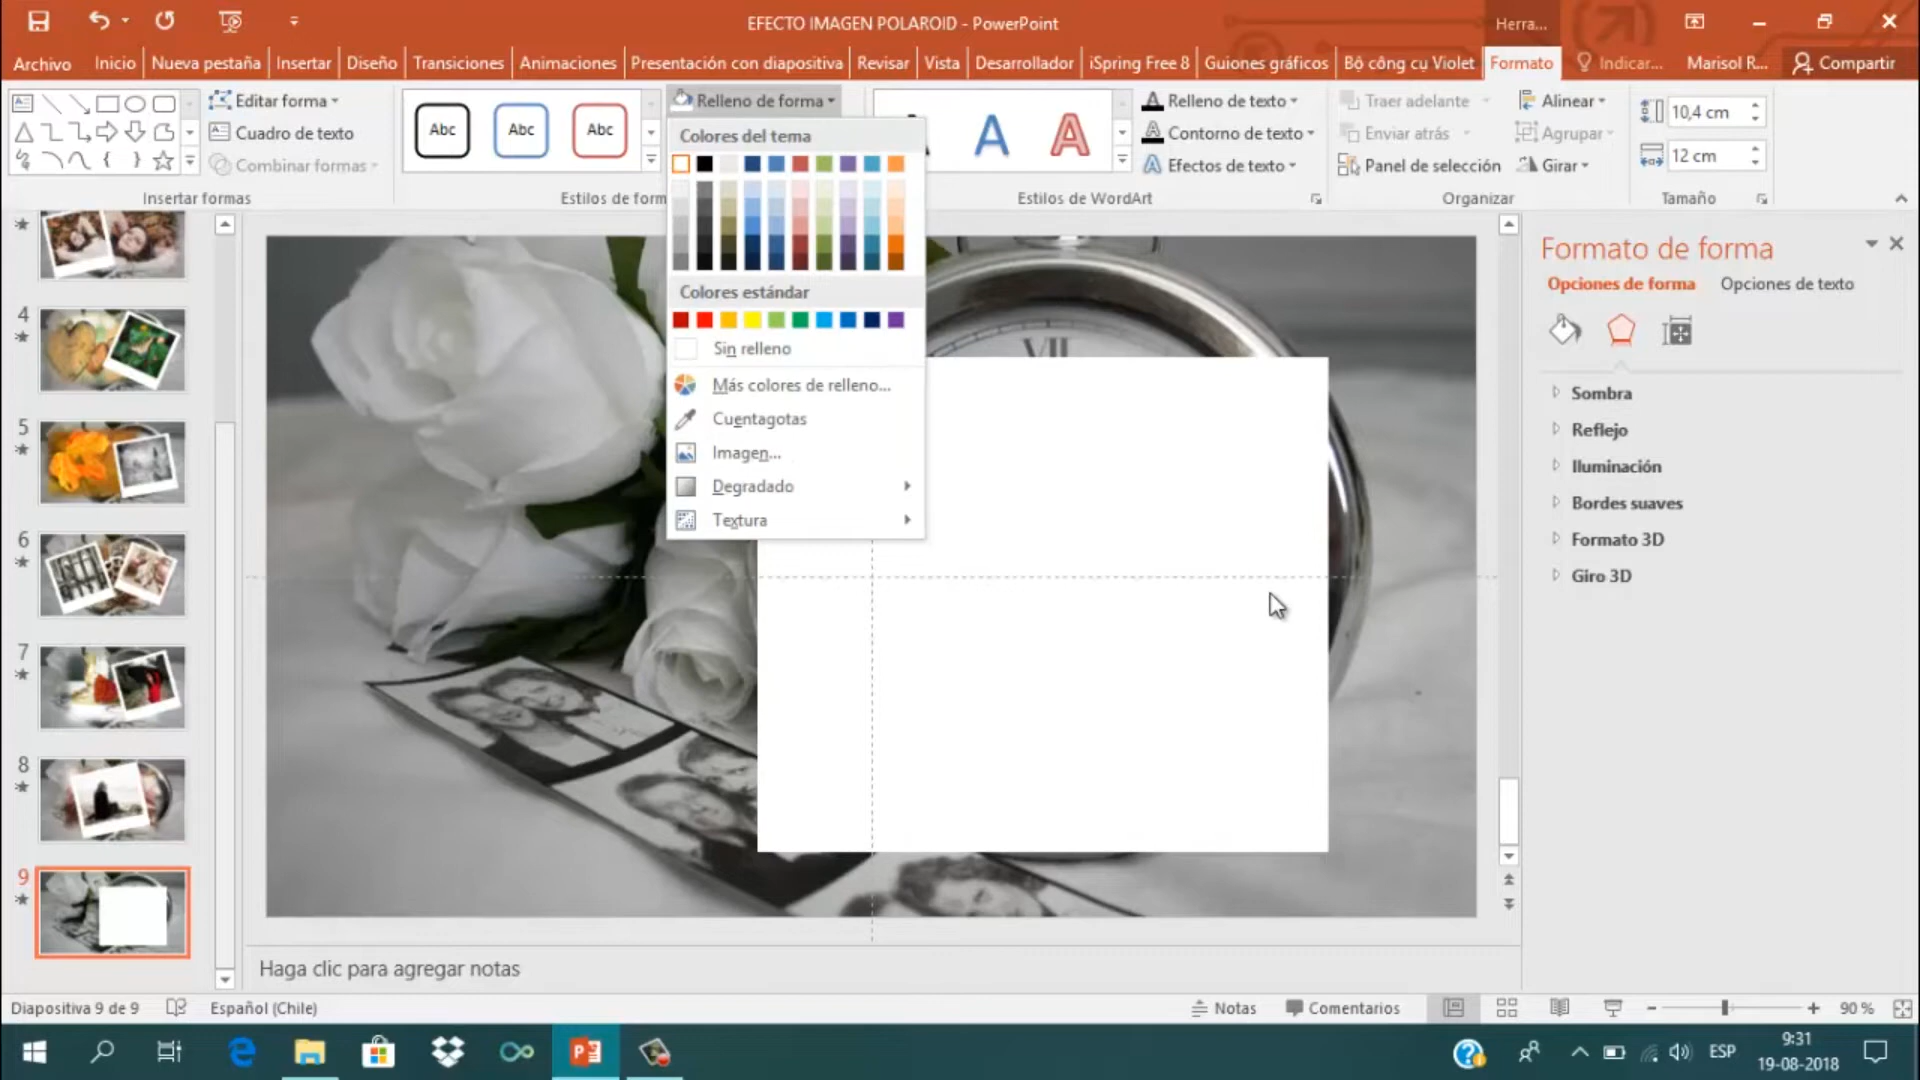 EFECTO IMAGEN POLAROID - PowerPoint
Herra...
Archivo
Inicio
Nueva pestaña
Insertar
Diseño
Transiciones
Animaciones
Presentación con diapositiva
Revisar
Vista
Desarrollador
iSpring Free 8
Guiones gráficos
Bộ công cụ Violet
Formato
Indicar...
Marisol R...
Compartir
Editar forma
Cuadro de texto
Combinar formas
Insertar formas
Abc
Abc
Abc
Estilos de form
Relleno de forma
Colores del tema
Colores estándar
Sin relleno
Más colores de relleno...
Cuentagotas
Imagen...
Degradado
Textura
A
A
Relleno de texto
Contorno de texto
Efectos de texto
Estilos de WordArt
Traer adelante
Enviar atrás
Panel de selección
Alinear
Agrupar
Girar
Organizar
10,4 cm
12 cm
Tamaño
4
5
6
7
8
9
VII
Formato de forma
Opciones de forma
Opciones de texto
Sombra
Reflejo
Iluminación
Bordes suaves
Formato 3D
Giro 3D
Haga clic para agregar notas
Diapositiva 9 de 9
Español (Chile)
Notas
Comentarios
90 %
ESP
9:31
19-08-2018